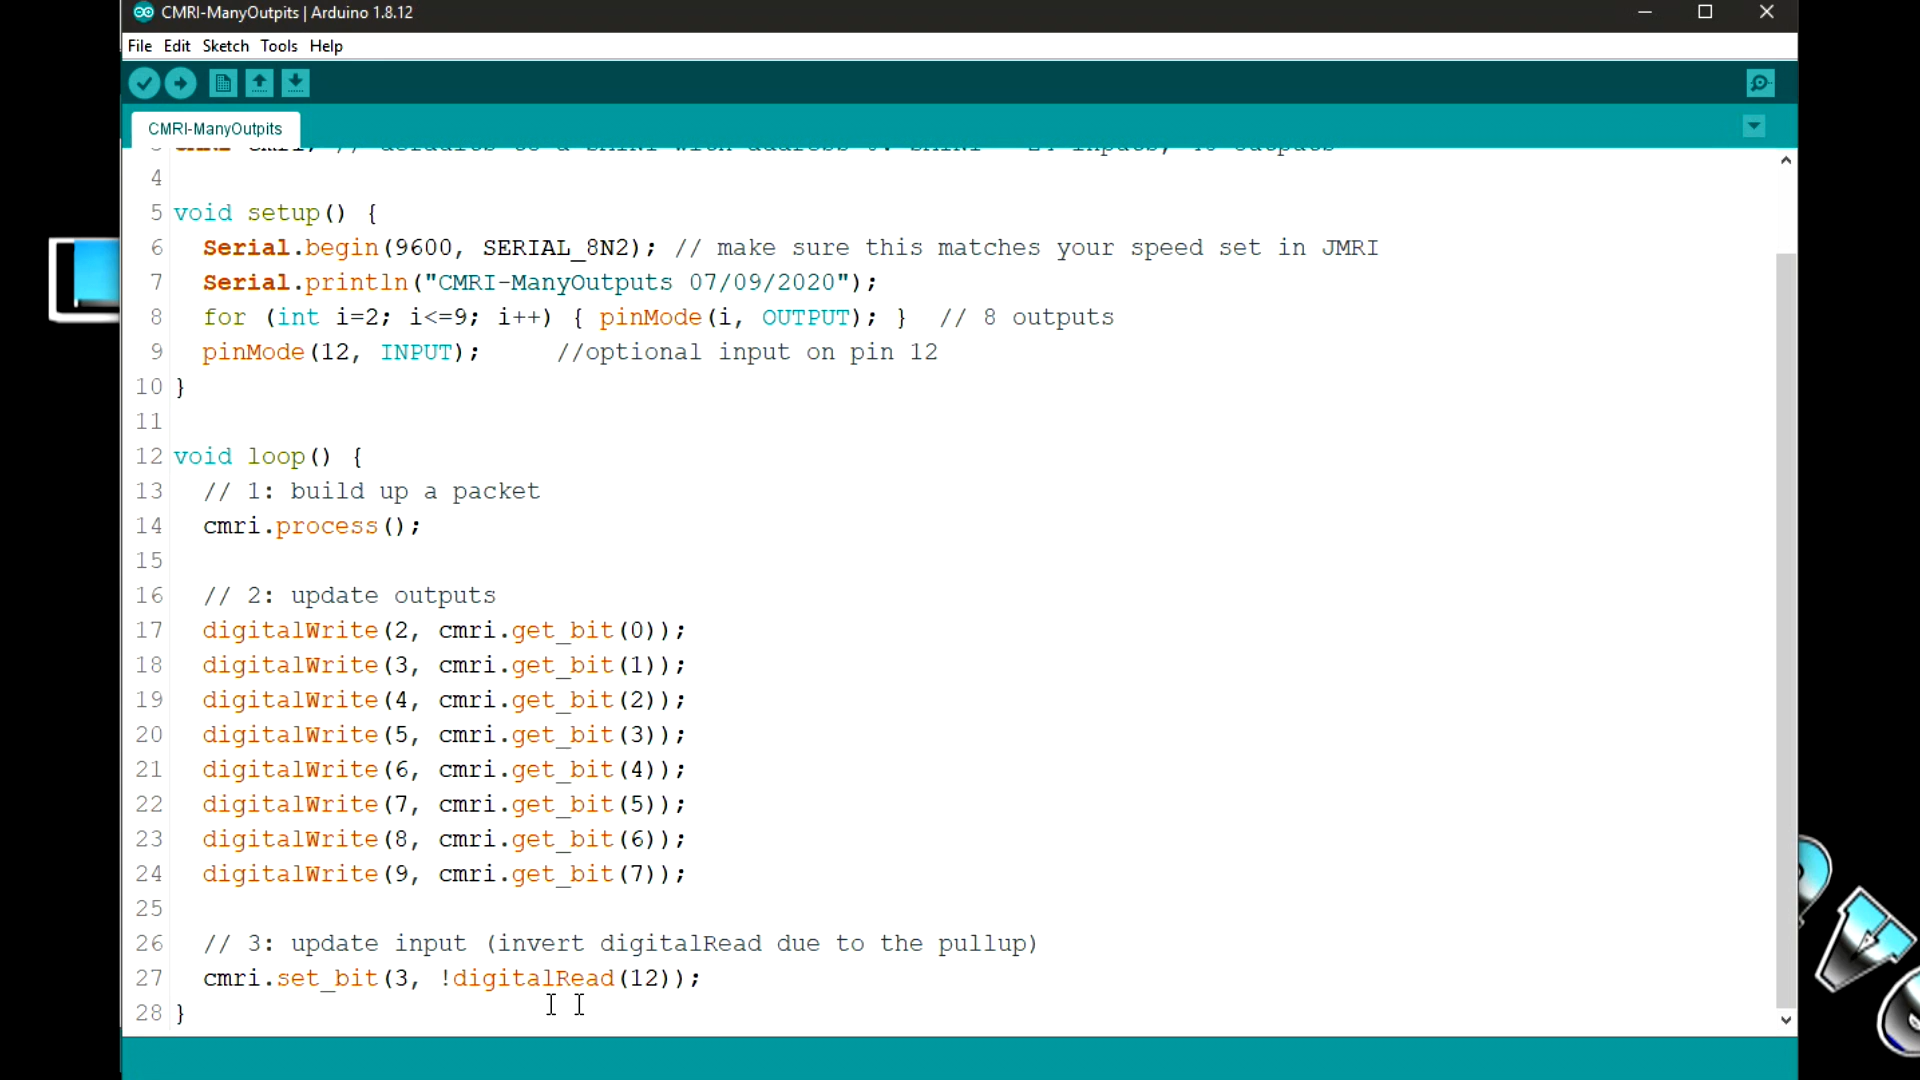 CMRI-ManyOutpits | Arduino 1.8.12
File Edit Sketch Tools Help
CMRI-ManyOutpits
4
5 void setup() {
6 Serial.begin(9600, SERIAL_8N2); // make sure this matches your speed set in JMRI
7 Serial.println("CMRI-ManyOutputs 07/09/2020");
8 for (int i=2; i<=9; i++) { pinMode(i, OUTPUT); } // 8 outputs
9 pinMode(12, INPUT); //optional input on pin 12
10 }
11
12 void loop() {
13 // 1: build up a packet
14 cmri.process();
15
16 // 2: update outputs
17 digitalWrite(2, cmri.get_bit(0));
18 digitalWrite(3, cmri.get_bit(1));
19 digitalWrite(4, cmri.get_bit(2));
20 digitalWrite(5, cmri.get_bit(3));
21 digitalWrite(6, cmri.get_bit(4));
22 digitalWrite(7, cmri.get_bit(5));
23 digitalWrite(8, cmri.get_bit(6));
24 digitalWrite(9, cmri.get_bit(7));
25
26 // 3: update input (invert digitalRead due to the pullup)
27 cmri.set_bit(3, !digitalRead(12));
28 }